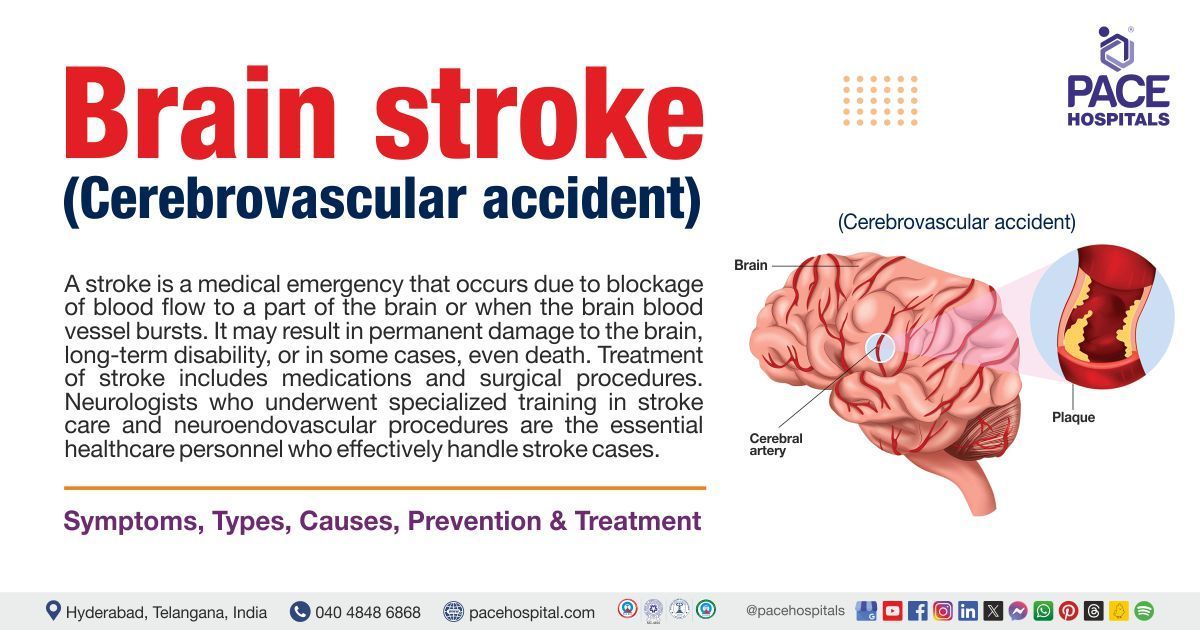 Brain stroke
(Cerebrovascular accident)
A stroke is a medical emergency that occurs due to blockage
of blood flow to a part of the brain or when the brain blood
vessel bursts. It may result in permanent damage to the brain,
long-term disability, or in some cases, even death. Treatment
of stroke includes medications and surgical procedures.
Neurologists who underwent specialized training in stroke
care and neuroendovascular procedures are the essential
healthcare personnel who effectively handle stroke cases.
Symptoms, Types, Causes, Prevention & Treatment
PACE
HOSPITALS
(Cerebrovascular accident)
Brain
Cerebral
artery
Plaque
Hyderabad, Telangana, India
040 4848 6868
pacehospital.com
@pacehospitals